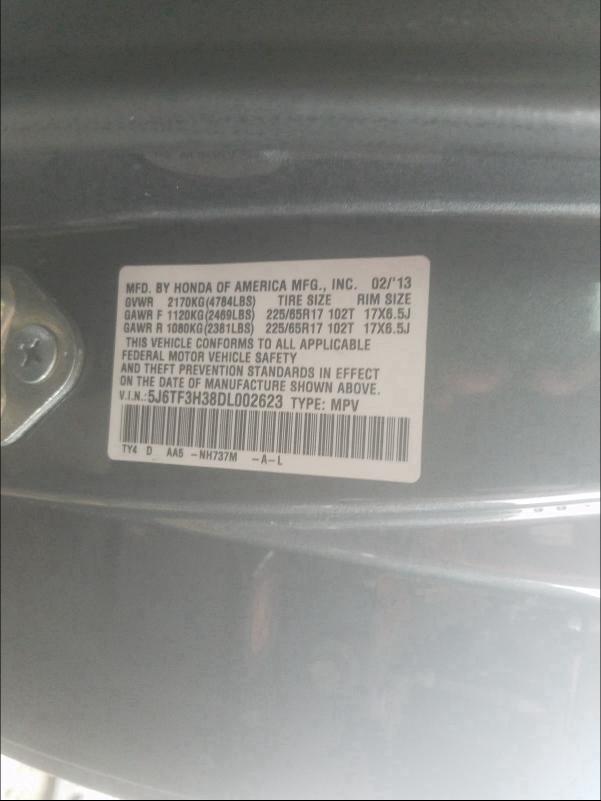 MFD. BY HONDA OF AMERICA MFG., INC. 02/'13
GVWR 2170KG(4784LBS) TIRE SIZE RIM SIZE
GAWR F 1120KG(2469LBS) 225/65R17 102T 17X6.5J
GAWR R 1080KG(2381LBS) 225/65R17 102T 17X6.5J
THIS VEHICLE CONFORMS TO ALL APPLICABLE
FEDERAL MOTOR VEHICLE SAFETY
AND THEFT PREVENTION STANDARDS IN EFFECT
ON THE DATE OF MANUFACTURE SHOWN ABOVE.
V.I.N.:5J6TF3H38DL002623 TYPE: MPV
TY4 D AA5 -NH737M -A-L